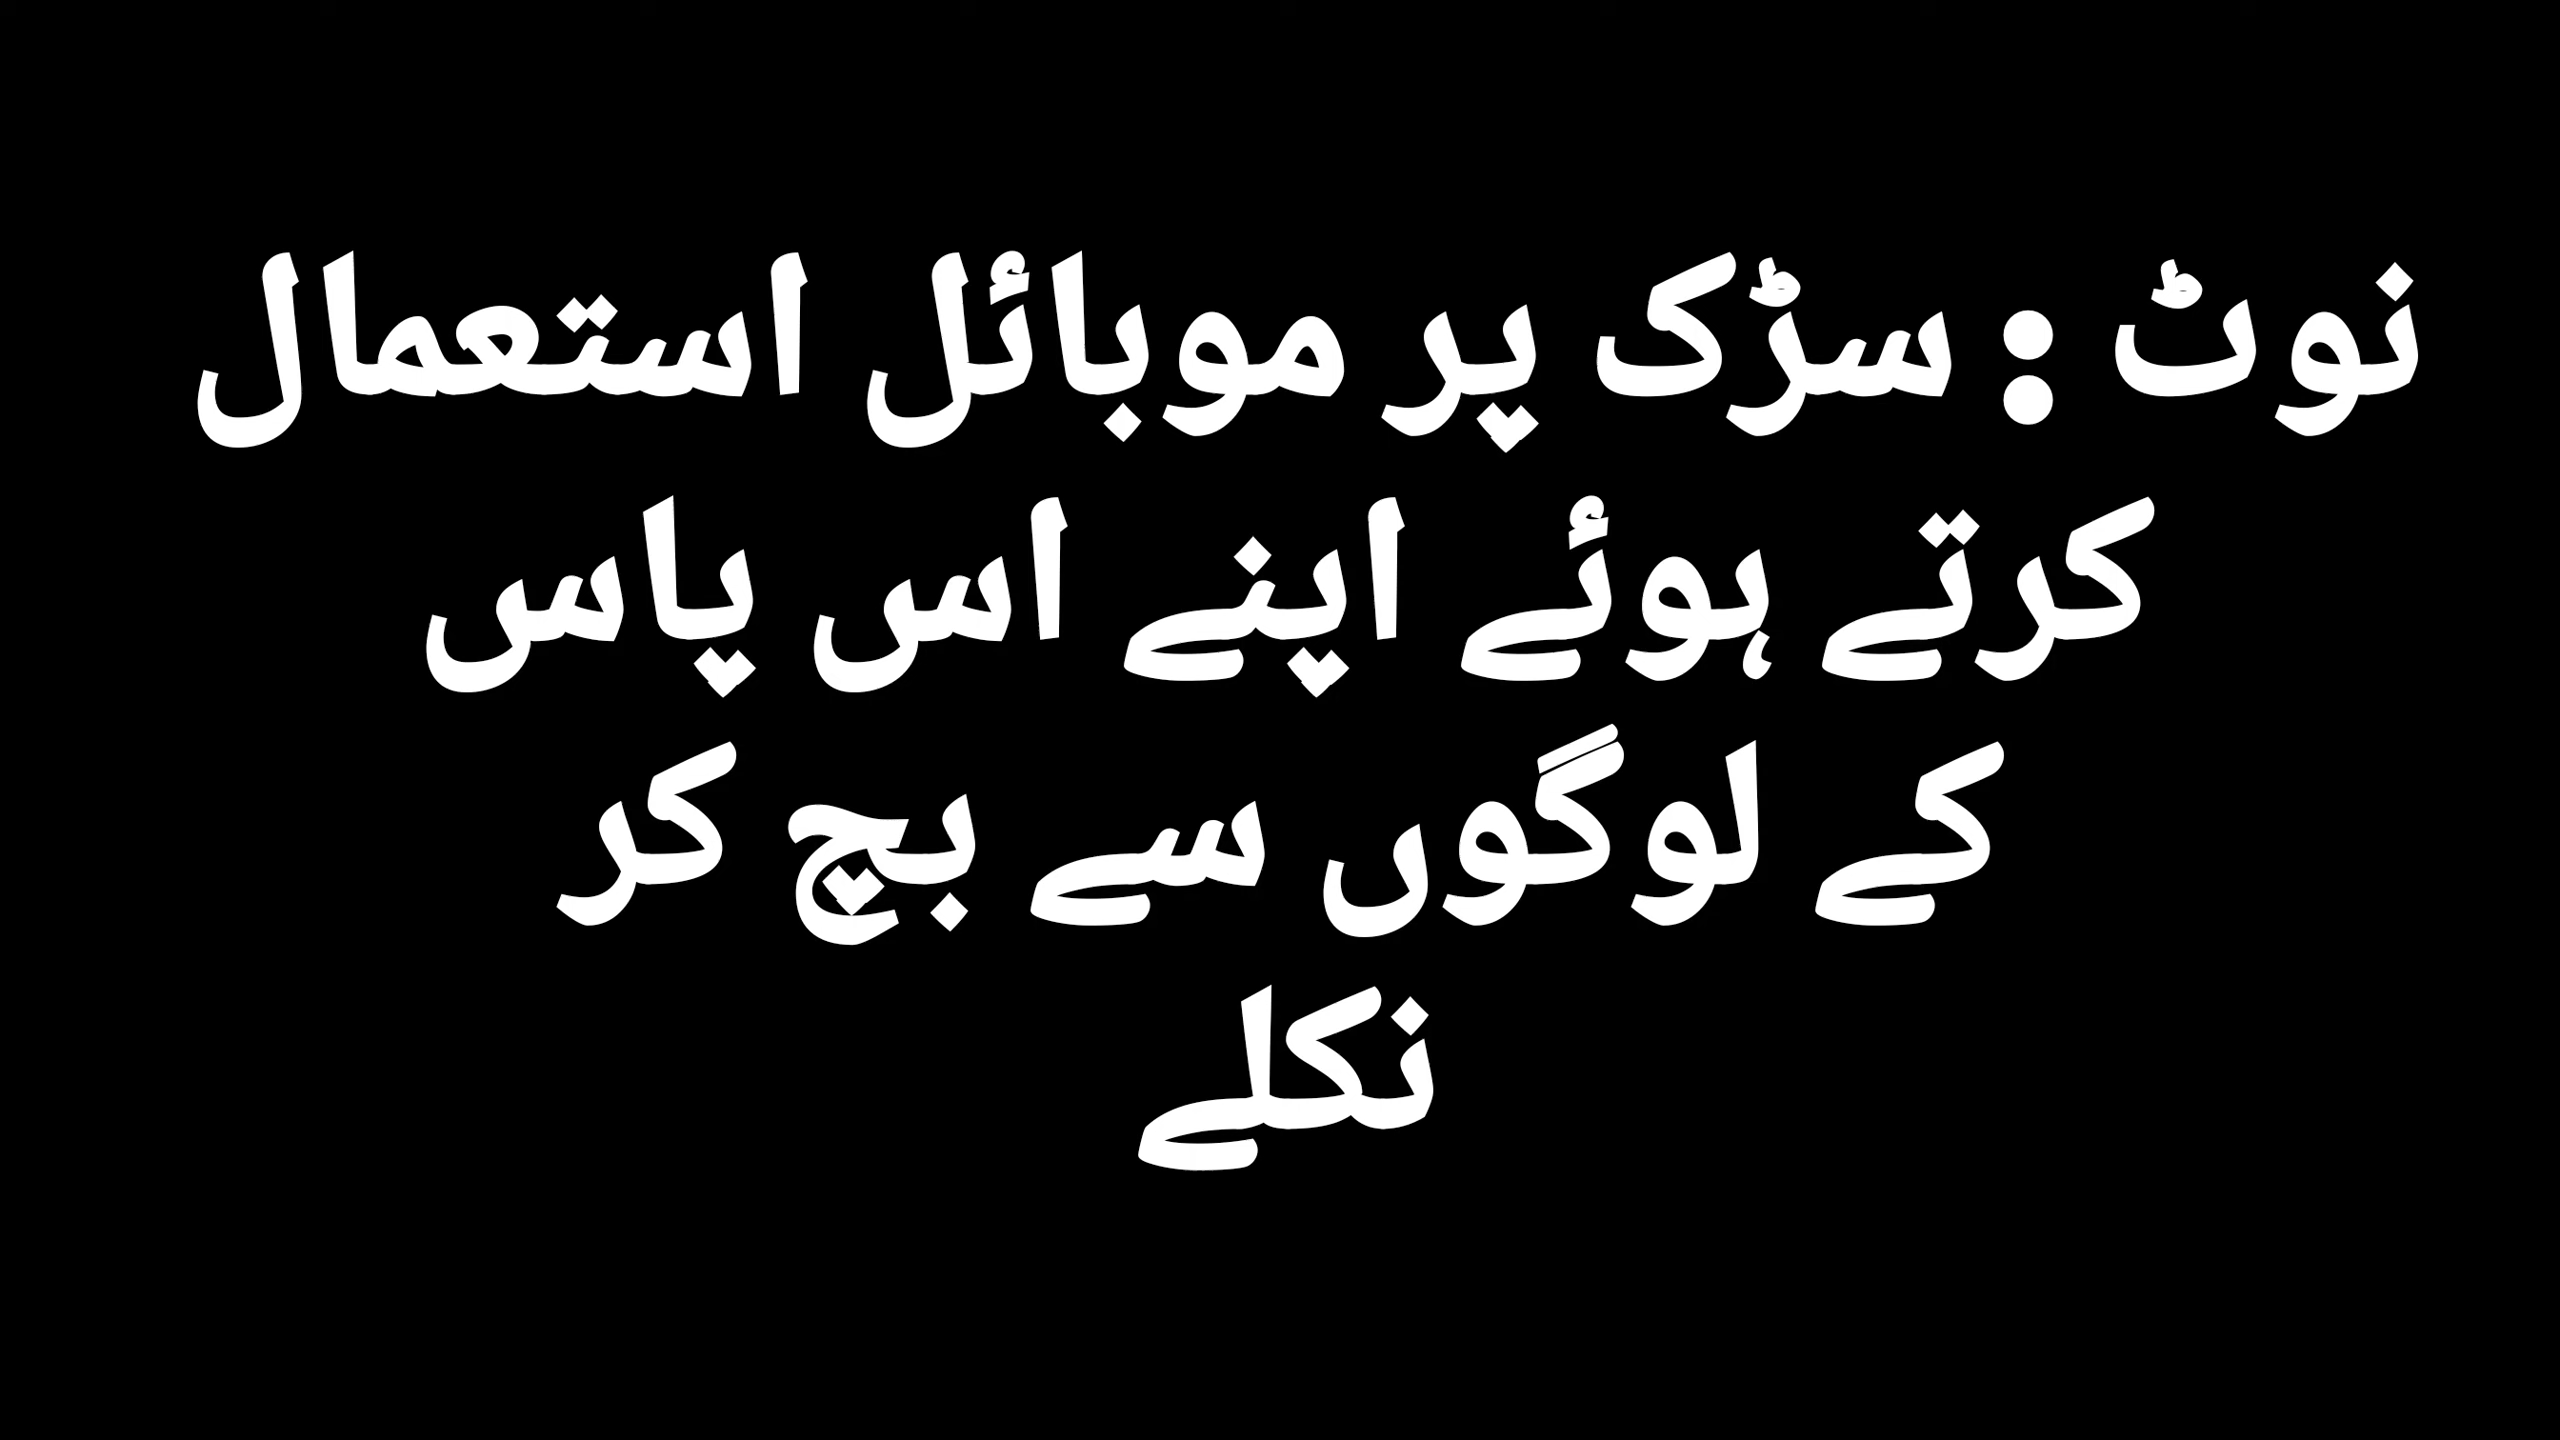 نوٹ : سڑک پر موبائل استعمال
کرتے ہوئے اپنے اس پاس
کے لوگوں سے بچ کر
نکلے